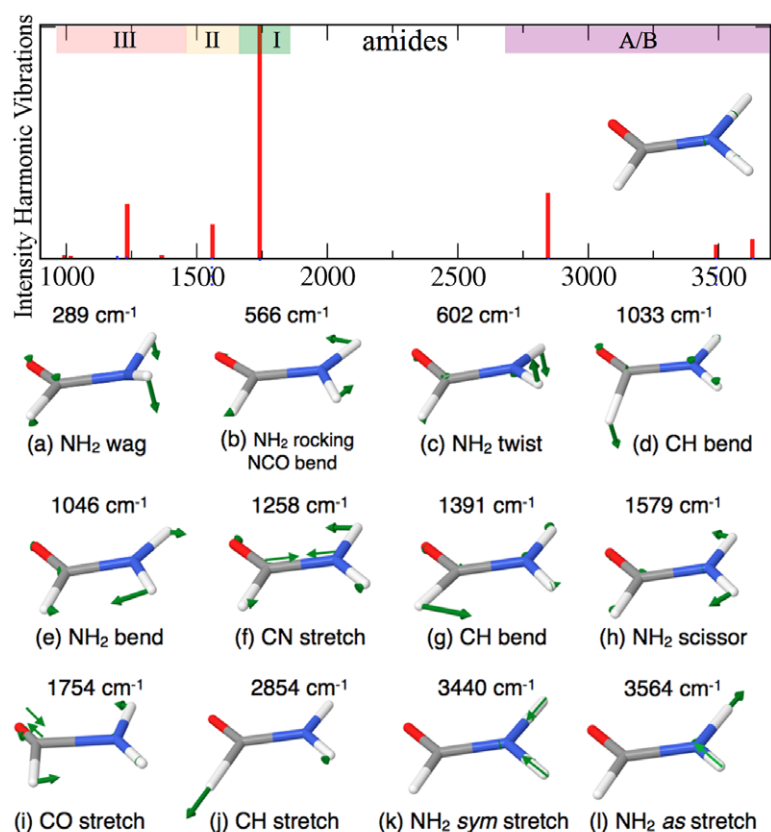 Intensity Harmonic Vibrations
III II I amides A/B
1000 1500 2000 2500 3000 3500
289 cm-1 566 cm-1 602 cm-1 1033 cm-1
(a) NH2 wag (b) NH2 rocking NCO bend (c) NH2 twist (d) CH bend
1046 cm-1 1258 cm-1 1391 cm-1 1579 cm-1
(e) NH2 bend (f) CN stretch (g) CH bend (h) NH2 scissor
1754 cm-1 2854 cm-1 3440 cm-1 3564 cm-1
(i) CO stretch (j) CH stretch (k) NH2 sym stretch (l) NH2 as stretch